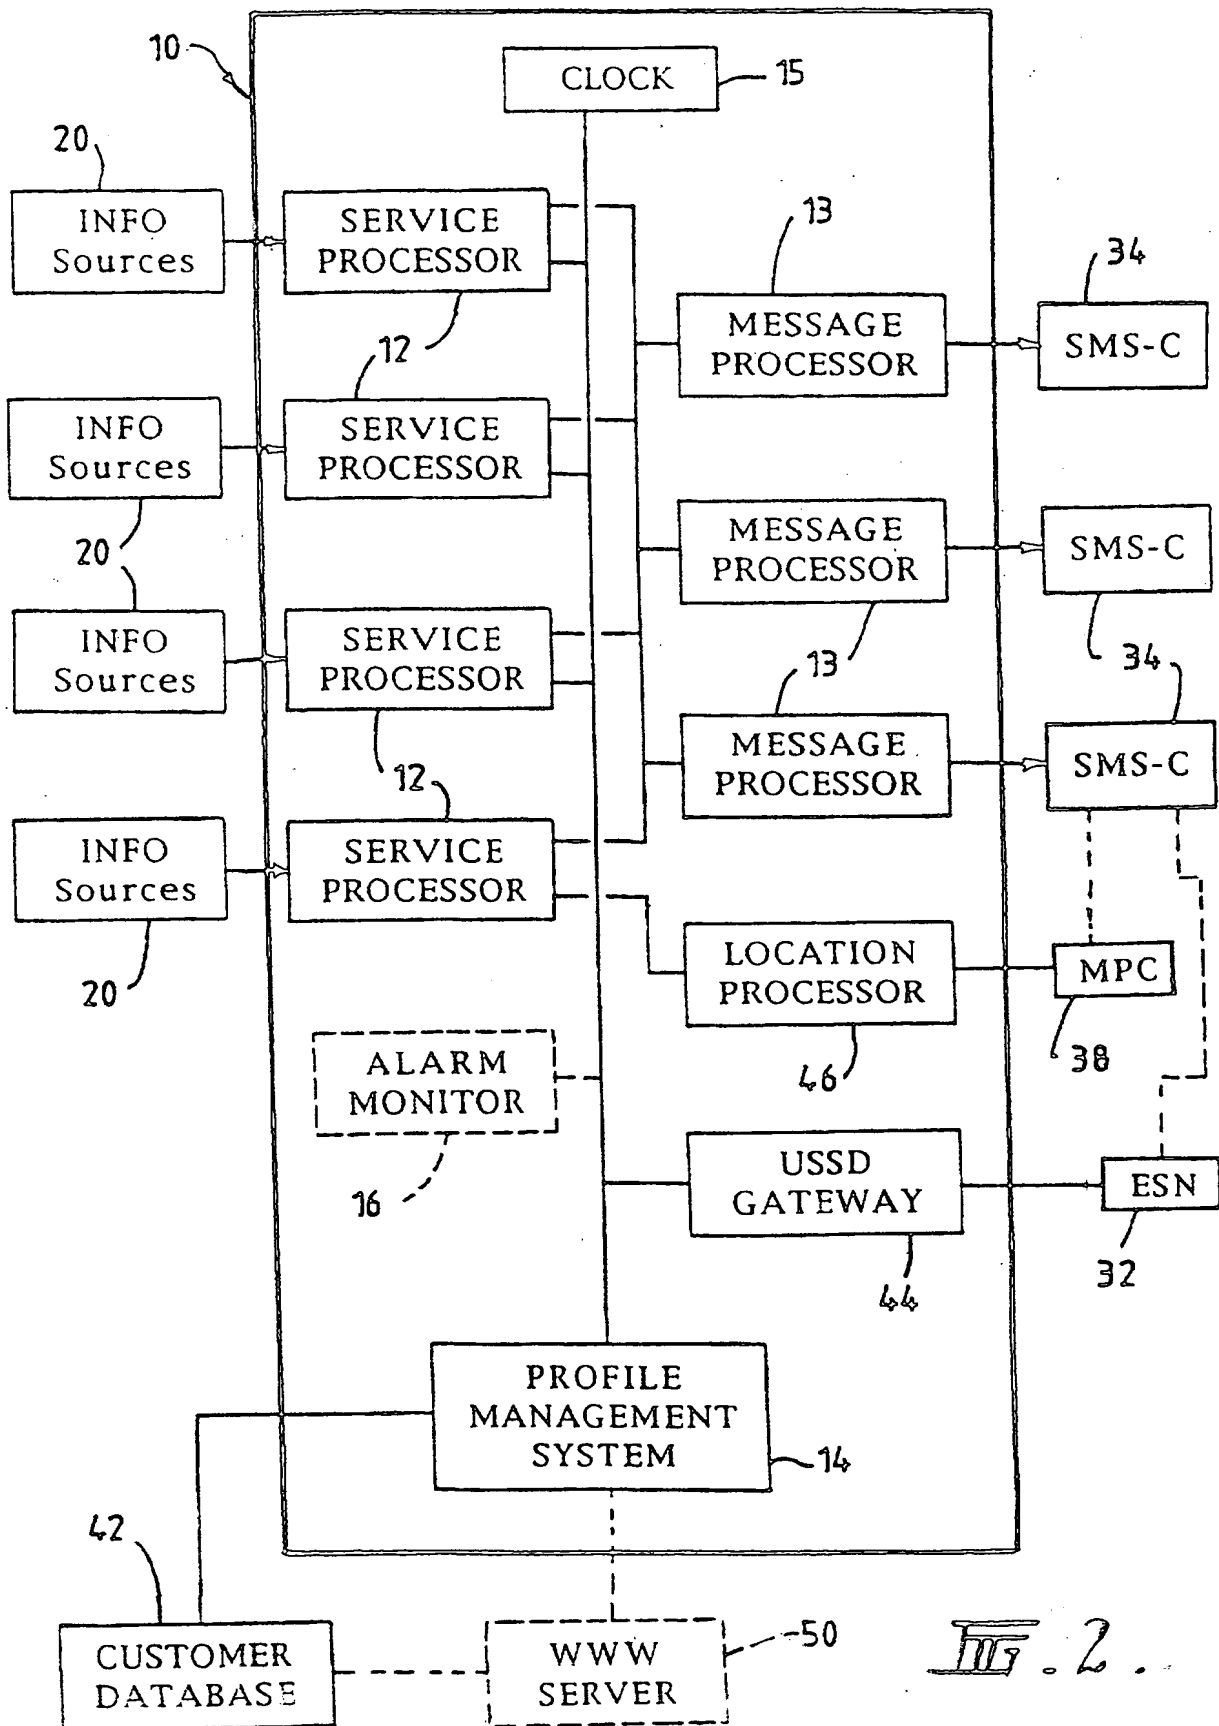 10
CLOCK
15
20
INFO
Sources
SERVICE
PROCESSOR
13
34
MESSAGE
PROCESSOR
SMS-C
12
INFO
Sources
SERVICE
PROCESSOR
20
MESSAGE
PROCESSOR
SMS-C
INFO
Sources
SERVICE
PROCESSOR
13
34
12
MESSAGE
PROCESSOR
SMS-C
INFO
Sources
SERVICE
PROCESSOR
20
LOCATION
PROCESSOR
MPC
46
38
ALARM
MONITOR
16
USSD
GATEWAY
ESN
44
32
PROFILE
MANAGEMENT
SYSTEM
14
42
CUSTOMER
DATABASE
WWW
SERVER
50
FIG. 2.